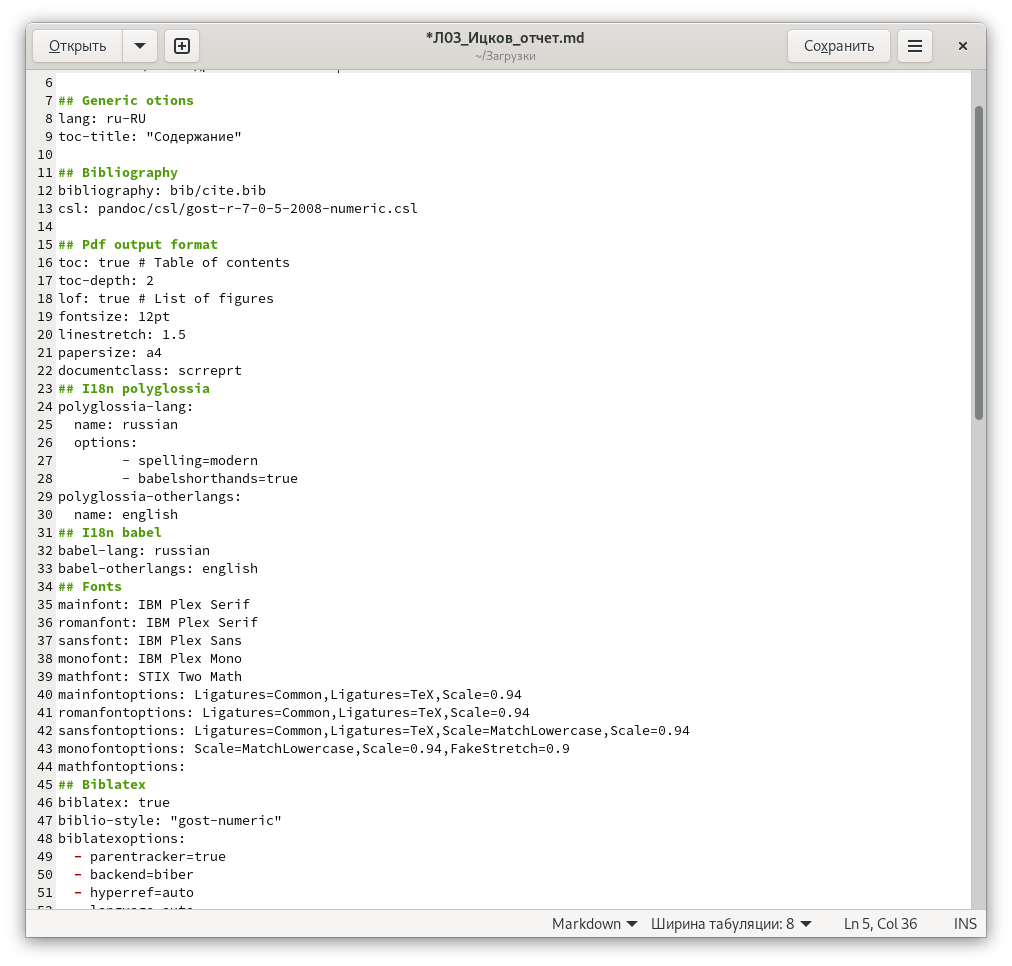 Открыть
*Л03_Ицков_отчет.md
~/Загрузки
Сохранить
6
7 ## Generic otions
8 lang: ru-RU
9 toc-title: "Содержание"
10
11 ## Bibliography
12 bibliography: bib/cite.bib
13 csl: pandoc/csl/gost-r-7-0-5-2008-numeric.csl
14
15 ## Pdf output format
16 toc: true # Table of contents
17 toc-depth: 2
18 lof: true # List of figures
19 fontsize: 12pt
20 linestretch: 1.5
21 papersize: a4
22 documentclass: scrreprt
23 ## I18n polyglossia
24 polyglossia-lang:
25   name: russian
26   options:
27         - spelling=modern
28         - babelshorthands=true
29 polyglossia-otherlangs:
30   name: english
31 ## I18n babel
32 babel-lang: russian
33 babel-otherlangs: english
34 ## Fonts
35 mainfont: IBM Plex Serif
36 romanfont: IBM Plex Serif
37 sansfont: IBM Plex Sans
38 monofont: IBM Plex Mono
39 mathfont: STIX Two Math
40 mainfontoptions: Ligatures=Common,Ligatures=TeX,Scale=0.94
41 romanfontoptions: Ligatures=Common,Ligatures=TeX,Scale=0.94
42 sansfontoptions: Ligatures=Common,Ligatures=TeX,Scale=MatchLowercase,Scale=0.94
43 monofontoptions: Scale=MatchLowercase,Scale=0.94,FakeStretch=0.9
44 mathfontoptions:
45 ## Biblatex
46 biblatex: true
47 biblio-style: "gost-numeric"
48 biblatexoptions:
49   - parentracker=true
50   - backend=biber
51   - hyperref=auto
Markdown Ширина табуляции: 8 Ln 5, Col 36 INS